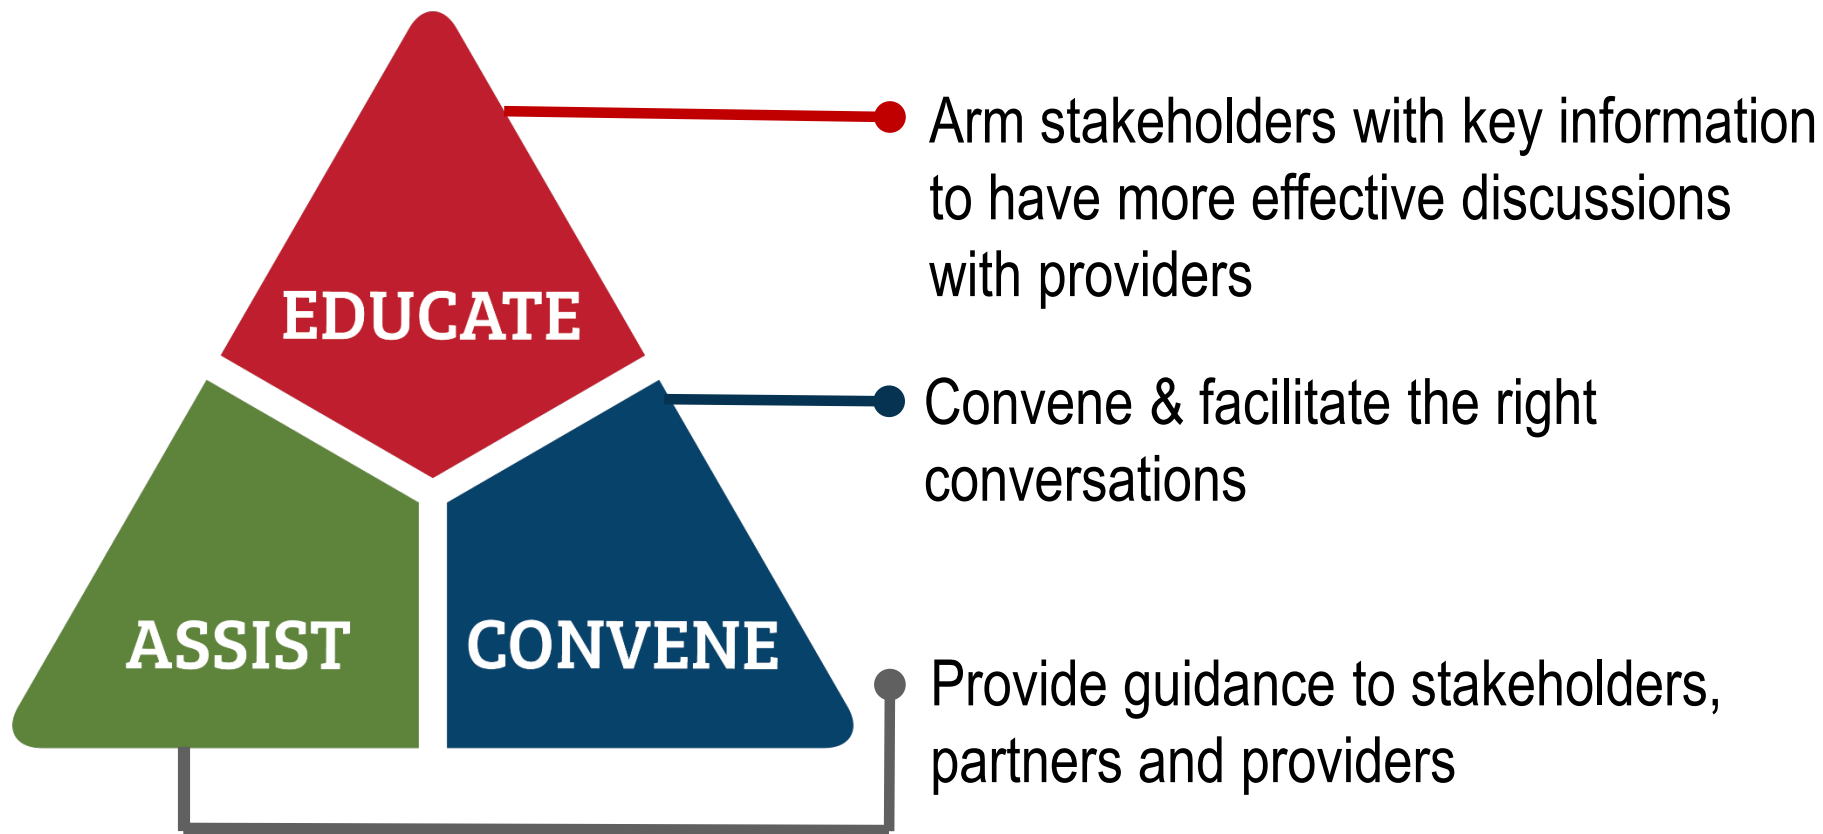 EDUCATE
ASSIST
CONVENE
Arm stakeholders with key information
to have more effective discussions
with providers
Convene & facilitate the right
conversations
Provide guidance to stakeholders,
partners and providers